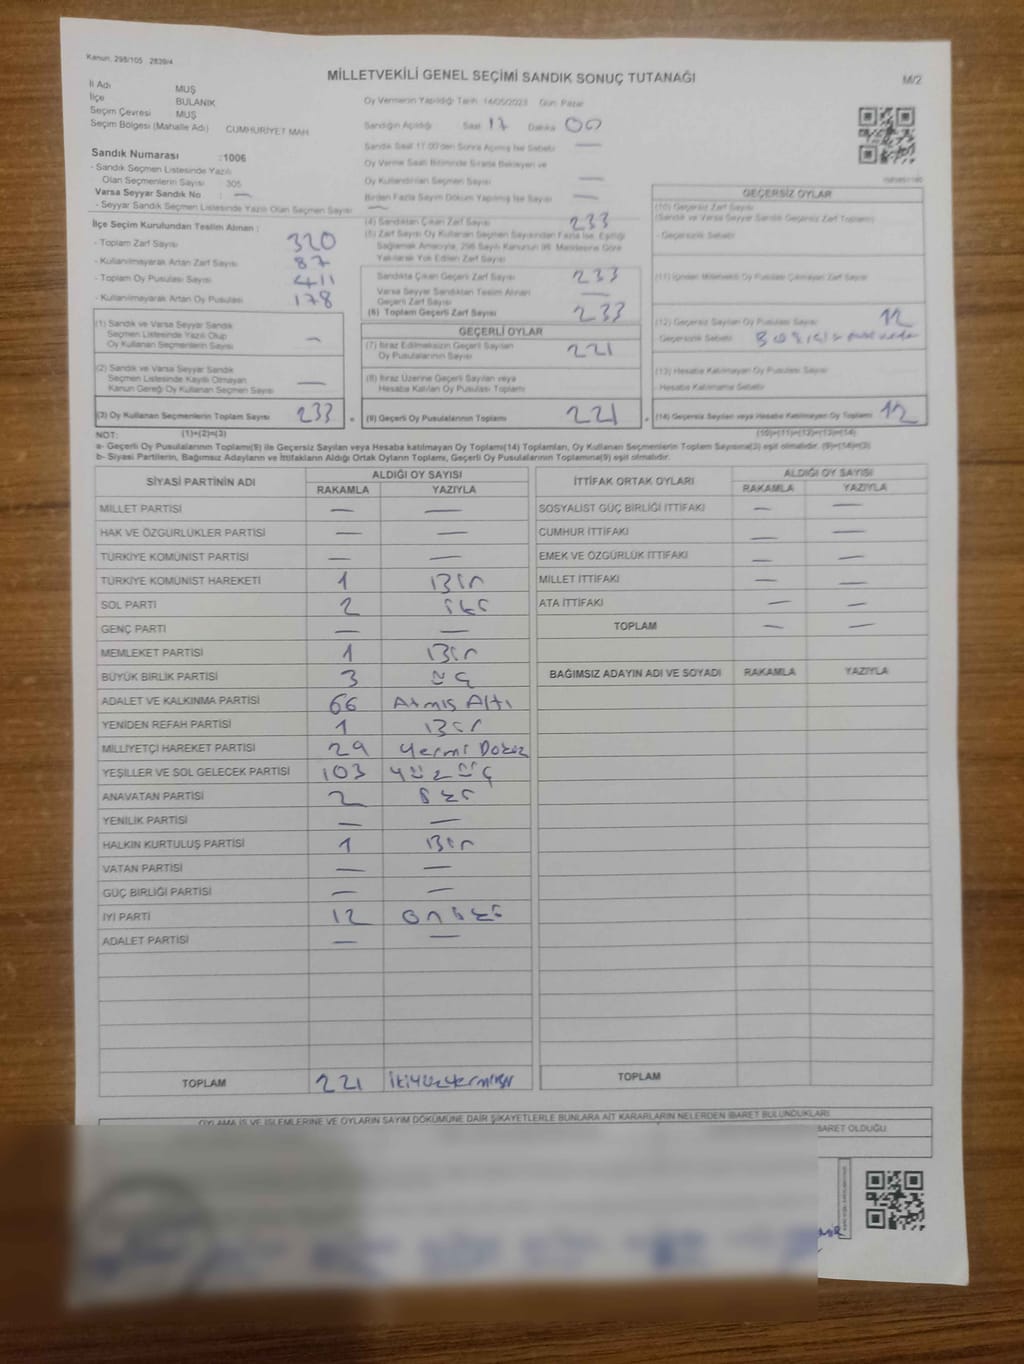 Kanun: 298/105 2839/4
MİLLETVEKİLİ GENEL SEÇİMİ SANDIK SONUÇ TUTANAĞI
M/2
İl Adı MUŞ
İlçe BULANIK
Seçim Çevresi MUŞ
Seçim Bölgesi (Mahalle Adı) CUMHURİYET MAH.
Oy Vermenin Yapıldığı Tarih: 14/05/2023 Gün: Pazar
Sandığın Açıldığı Saat 17 Dakika 00
Sandık Saat 17.00'den Sonra Açılmış İse Sebebi —
Oy Verme Saati Bitiminde Sırada Bekleyen ve
Oy Kullandırılan Seçmen Sayısı —
Birden Fazla Sayım Döküm Yapılmış İse Sayısı —
Sandık Numarası :1006
- Sandık Seçmen Listesinde Yazılı
Olan Seçmenlerin Sayısı 305
Varsa Seyyar Sandık No : —
- Seyyar Sandık Seçmen Listesinde Yazılı Olan Seçmen Sayısı —
İlçe Seçim Kurulundan Teslim Alınan :
- Toplam Zarf Sayısı 320
- Kullanılmayarak Artan Zarf Sayısı 87
- Toplam Oy Pusulası Sayısı 411
- Kullanılmayarak Artan Oy Pusulası 178
(1) Sandık ve Varsa Seyyar Sandık
Seçmen Listesinde Yazılı Olup
Oy Kullanan Seçmenlerin Sayısı —
(2) Sandık ve Varsa Seyyar Sandık
Seçmen Listesinde Kayıtlı Olmayan
Kanun Gereği Oy Kullanan Seçmen Sayısı —
(3) Oy Kullanan Seçmenlerin Toplam Sayısı 233
(1)+(2)=(3)
(4) Sandıktan Çıkan Zarf Sayısı 233
(5) Zarf Sayısı Oy Kullanan Seçmen Sayısından Fazla İse, Eşitliği
Sağlamak Amacıyla, 298 Sayılı Kanunun 98. Maddesine Göre
Yakılarak Yok Edilen Zarf Sayısı
Sandıkta Çıkan Geçerli Zarf Sayısı 233
Varsa Seyyar Sandıktan Teslim Alınan
Geçerli Zarf Sayısı —
(6) Toplam Geçerli Zarf Sayısı 233
GEÇERLİ OYLAR
(7) İtiraz Edilmeksizin Geçerli Sayılan
Oy Pusulalarının Sayısı 221
(8) İtiraz Üzerine Geçerli Sayılan veya
Hesaba Katılan Oy Pusulası Toplamı
(9) Geçerli Oy Pusulalarının Toplamı 221
GEÇERSİZ OYLAR
(10) Geçersiz Zarf Sayısı
(Sandık ve Varsa Seyyar Sandık Geçersiz Zarf Toplamı)
- Geçersizlik Sebebi
(11) İçinden Milletvekili Oy Pusulası Çıkmayan Zarf Sayısı
(12) Geçersiz Sayılan Oy Pusulası Sayısı 12
Geçersizlik Sebebi
(13) Hesaba Katılmayan Oy Pusulası Sayısı
- Hesaba Katılmama Sebebi
(14) Geçersiz Sayılan veya Hesaba Katılmayan Oy Toplamı 12
(10)+(11)+(12)+(13)=(14)
NOT:
a- Geçerli Oy Pusulalarının Toplamı(9) ile Geçersiz Sayılan veya Hesaba katılmayan Oy Toplamı(14) Toplamları, Oy Kullanan Seçmenlerin Toplam Sayısına(3) eşit olmalıdır. (9)+(14)=(3)
b- Siyasi Partilerin, Bağımsız Adayların ve İttifakların Aldığı Ortak Oyların Toplamı, Geçerli Oy Pusulalarının Toplamına(9) eşit olmalıdır.
SİYASİ PARTİNİN ADI ALDIĞI OY SAYISI
RAKAMLA YAZIYLA
MİLLET PARTİSİ — —
HAK VE ÖZGÜRLÜKLER PARTİSİ — —
TÜRKİYE KOMÜNİST PARTİSİ — —
TÜRKİYE KOMÜNİST HAREKETİ 1 Bir
SOL PARTİ 2 iki
GENÇ PARTİ — —
MEMLEKET PARTİSİ 1 Bir
BÜYÜK BİRLİK PARTİSİ 3 üç
ADALET VE KALKINMA PARTİSİ 66 Atmış Altı
YENİDEN REFAH PARTİSİ 1 Bir
MİLLİYETÇİ HAREKET PARTİSİ 29 Yermi Dokuz
YEŞİLLER VE SOL GELECEK PARTİSİ 103 Yüz üç
ANAVATAN PARTİSİ 2 iki
YENİLİK PARTİSİ — —
HALKIN KURTULUŞ PARTİSİ 1 Bir
VATAN PARTİSİ — —
GÜÇ BİRLİĞİ PARTİSİ — —
İYİ PARTİ 12 on iki
ADALET PARTİSİ — —
TOPLAM 221
İTTİFAK ORTAK OYLARI ALDIĞI OY SAYISI
RAKAMLA YAZIYLA
SOSYALİST GÜÇ BİRLİĞİ İTTİFAKI — —
CUMHUR İTTİFAKI — —
EMEK VE ÖZGÜRLÜK İTTİFAKI — —
MİLLET İTTİFAKI — —
ATA İTTİFAKI — —
TOPLAM — —
BAĞIMSIZ ADAYIN ADI VE SOYADI RAKAMLA YAZIYLA
TOPLAM
OYLAMA İŞ VE İŞLEMLERİNE VE OYLARIN SAYIM DÖKÜMÜNE DAİR ŞİKAYETLERLE BUNLARA AİT KARARLARIN NELERDEN İBARET BULUNDUKLARI
BARET OLDUĞU